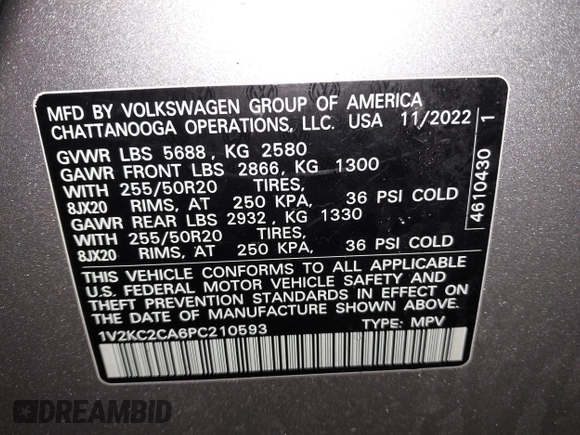 MFD BY VOLKSWAGEN GROUP OF AMERICA
CHATTANOOGA OPERATIONS, LLC. USA 11/2022
GVWR LBS 5688, KG 2580
GAWR FRONT LBS 2866, KG 1300
WITH 255/50R20 TIRES,
8JX20 RIMS, AT 250 KPA, 36 PSI COLD
GAWR REAR LBS 2932, KG 1330
WITH 255/50R20 TIRES,
8JX20 RIMS, AT 250 KPA, 36 PSI COLD
THIS VEHICLE CONFORMS TO ALL APPLICABLE
U.S. FEDERAL MOTOR VEHICLE SAFETY AND
THEFT PREVENTION STANDARDS IN EFFECT ON
THE DATE OF MANUFACTURE SHOWN ABOVE.
1V2KC2CA6PC210593 TYPE: MPV
4610430 1
DREAMBID